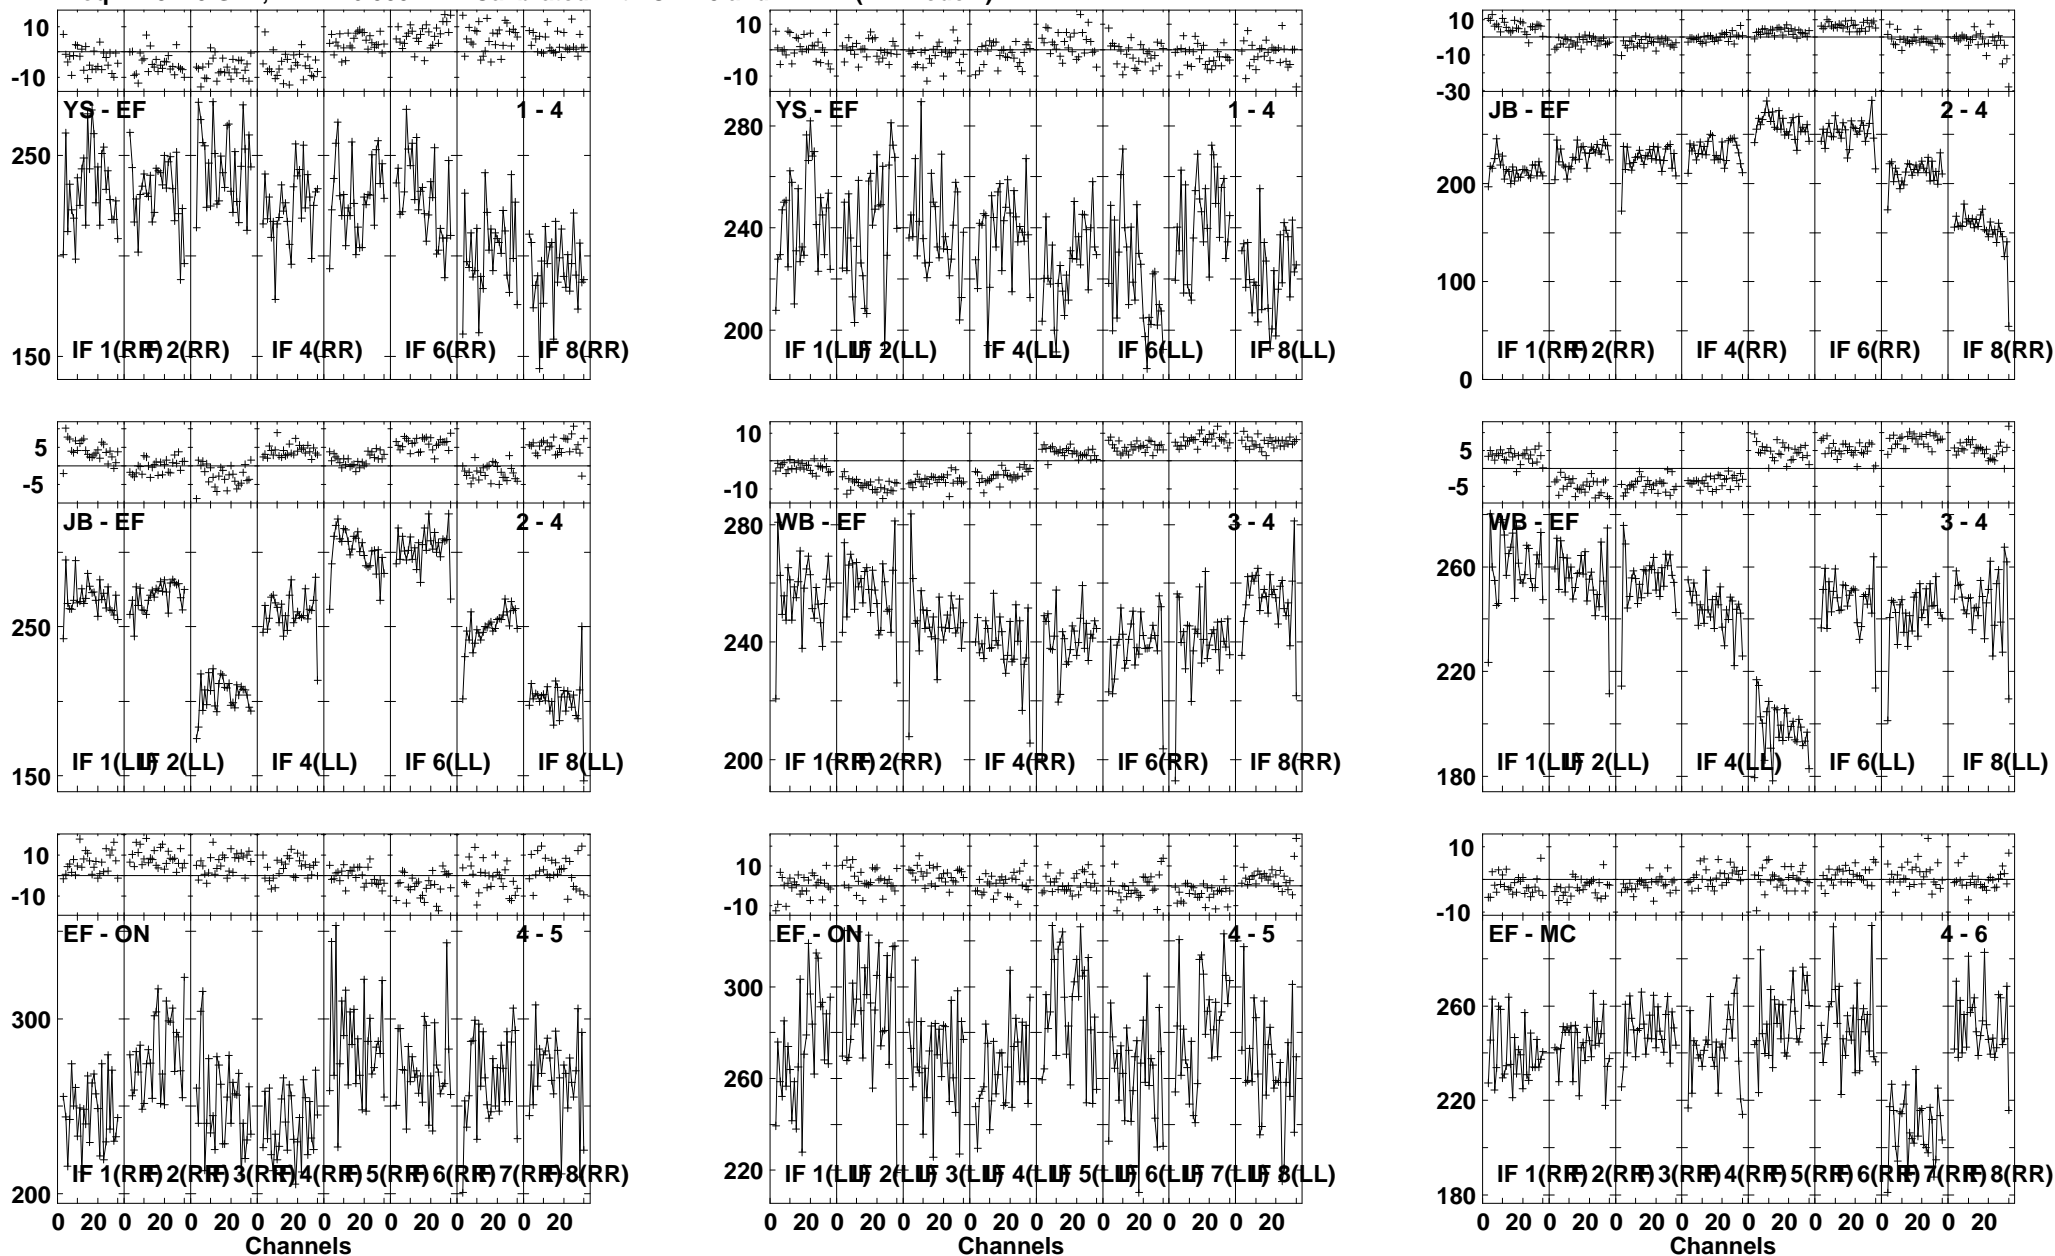 10
-10
YS - EF
1 - 4
250
150
IF 1(RR)
IF 2(RR)
IF 4(RR)
IF 6(RR)
IF 8(RR)
10
-10
YS - EF
1 - 4
280
240
200
IF 1(LL)
IF 2(LL)
IF 4(LL)
IF 6(LL)
IF 8(LL)
10
-10
-30
JB - EF
2 - 4
200
100
0
IF 1(RR)
IF 2(RR)
IF 4(RR)
IF 6(RR)
IF 8(RR)
5
-5
JB - EF
2 - 4
250
150
IF 1(LL)
IF 2(LL)
IF 4(LL)
IF 6(LL)
IF 8(LL)
10
-10
WB - EF
3 - 4
280
240
200
IF 1(RR)
IF 2(RR)
IF 4(RR)
IF 6(RR)
IF 8(RR)
5
-5
WB - EF
3 - 4
260
220
180
IF 1(LL)
IF 2(LL)
IF 4(LL)
IF 6(LL)
IF 8(LL)
10
-10
EF - ON
4 - 5
300
200
IF 1(RR)
IF 2(RR)
IF 3(RR)
IF 4(RR)
IF 5(RR)
IF 6(RR)
IF 7(RR)
IF 8(RR)
0 20 0 20 0 20 0 20 0 20 0 20 0 20 0 20
Channels
10
-10
EF - ON
4 - 5
300
260
220
IF 1(LL)
IF 2(LL)
IF 3(LL)
IF 4(LL)
IF 5(LL)
IF 6(LL)
IF 7(LL)
IF 8(LL)
0 20 0 20 0 20 0 20 0 20 0 20 0 20 0 20
Channels
10
-10
EF - MC
4 - 6
260
220
180
IF 1(RR)
IF 2(RR)
IF 3(RR)
IF 4(RR)
IF 5(RR)
IF 6(RR)
IF 7(RR)
IF 8(RR)
0 20 0 20 0 20 0 20 0 20 0 20 0 20 0 20
Channels